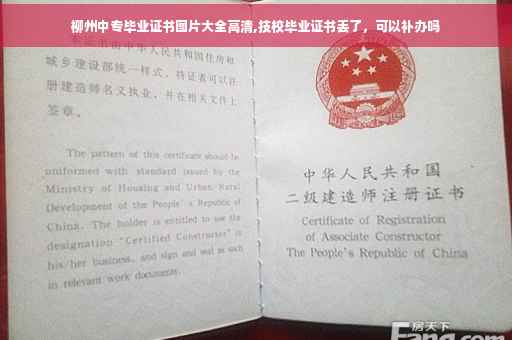 柳州中专毕业证书图片大全高清,技校毕业证书丢了，可以补办吗
本证书由中华人民共和国住房和
城乡建设部统一样式，持证者可以注
册建造师名义执业，并在相关文件上
签章。
The pattern of this certificate should be
uniformed with standard issued by the
Ministry of Housing and Urban Rural
Development of the People's Republic of
China. The holder is entitled to use the
designation "Certified Constructor" in
his/her business, and sign and seal as such
in relevant work documents.
中华人民共和国
二级建造师注册证书
Certificate of Registration
of Associate Constructor
The People's Republic of China
房天下
Fang.com